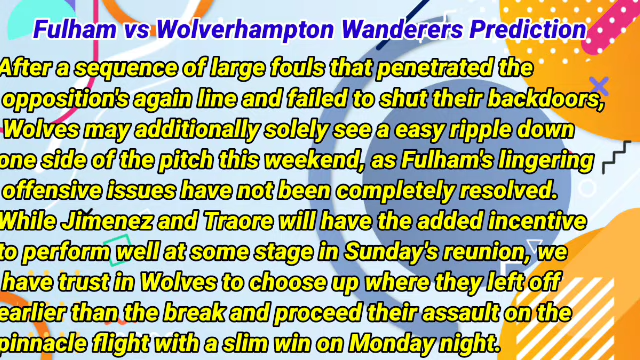 Fulham vs Wolverhampton Wanderers Prediction
After a sequence of large fouls that penetrated the
opposition's again line and failed to shut their backdoors,
Wolves may additionally solely see a easy ripple down
one side of the pitch this weekend, as Fulham's lingering
offensive issues have not been completely resolved.
While Jimenez and Traore will have the added incentive
to perform well at some stage in Sunday's reunion, we
have trust in Wolves to choose up where they left off
earlier than the break and proceed their assault on the
pinnacle flight with a slim win on Monday night.